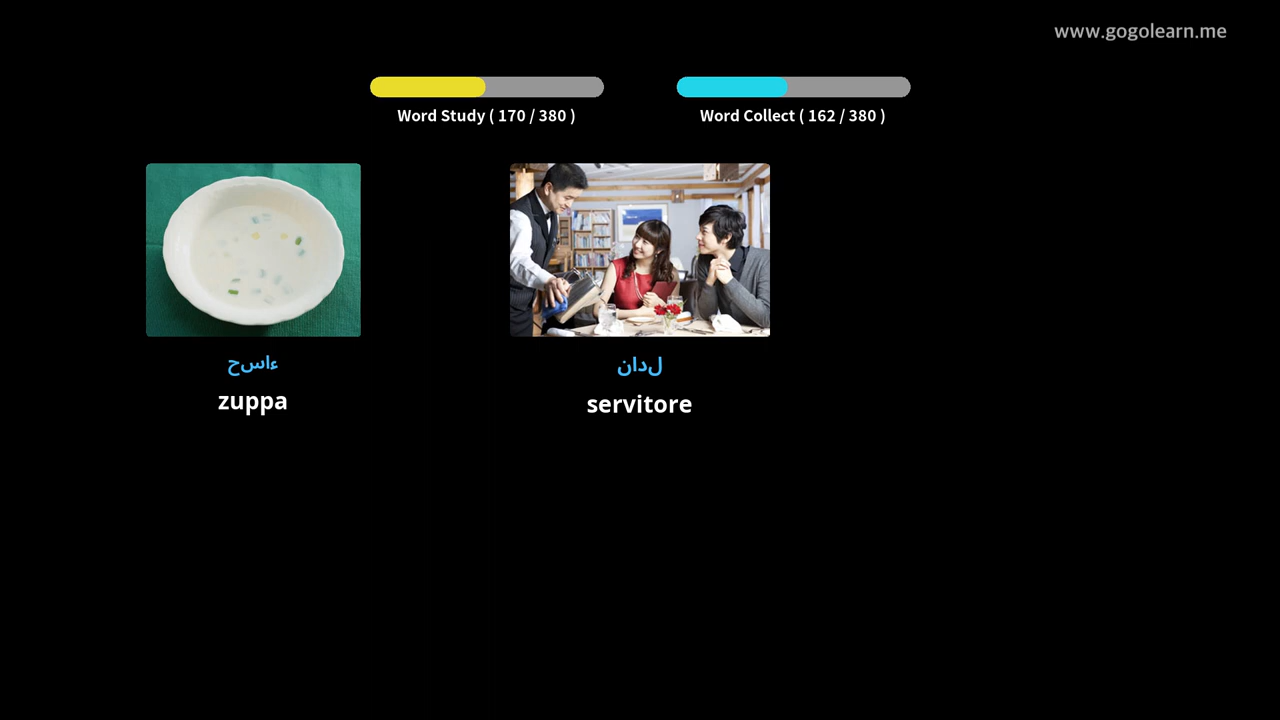 www.gogolearn.me
Word Study ( 170 / 380 )
Word Collect ( 162 / 380 )
ءاسح
zuppa
لدان
servitore